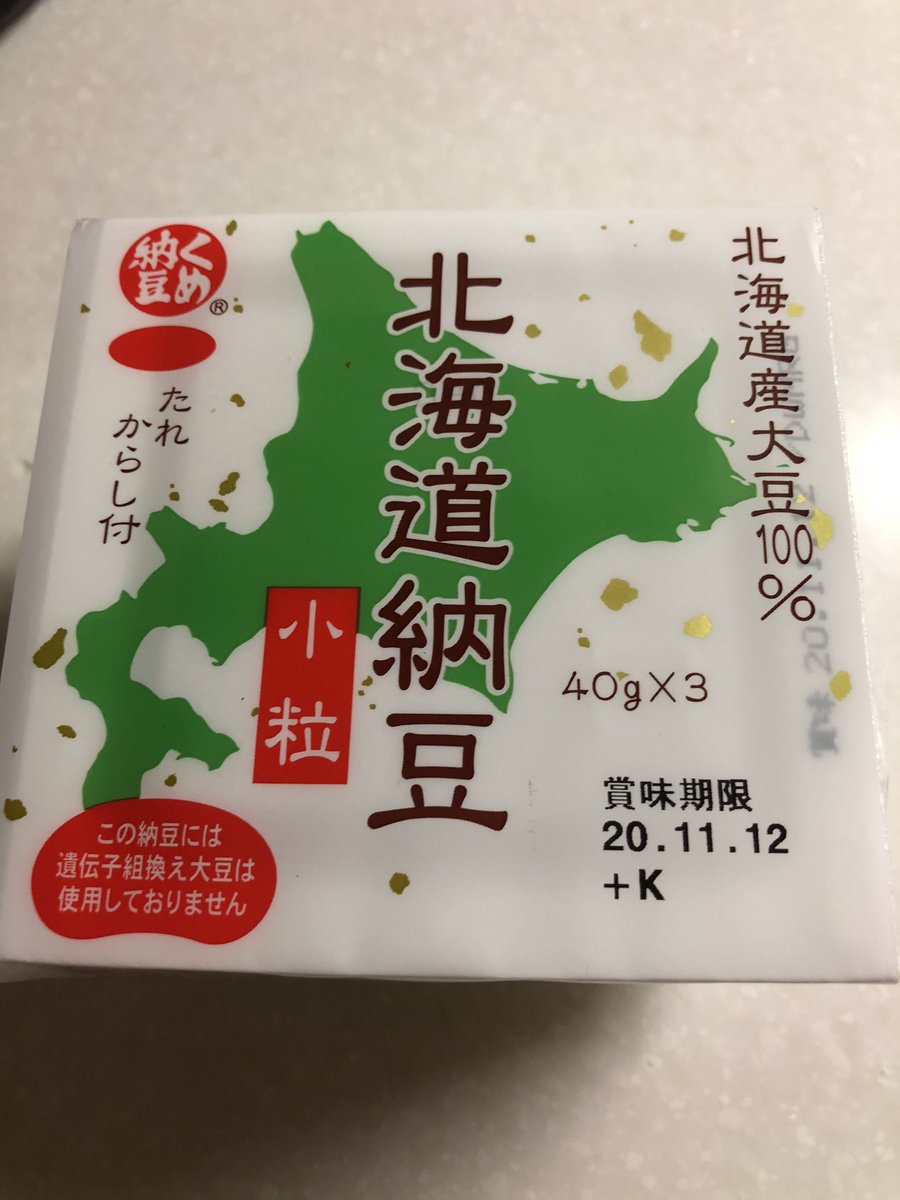 くめ
納豆
®
たれ
からし付
北海道納豆
小粒
北海道産大豆100%
40g×3
賞味期限
20.11.12
+K
この納豆には
遺伝子組換え大豆は
使用しておりません